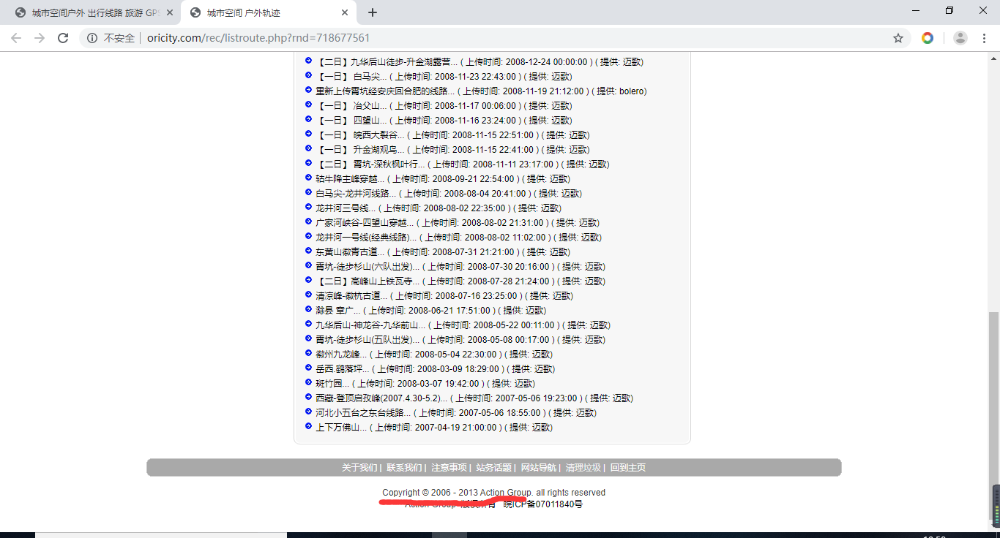 城市空间户外 出行线路 旅游 GPS
城市空间 户外轨迹
不安全 | oricity.com/rec/listroute.php?rnd=718677561
【二日】九华后山徒步-升金湖露营... ( 上传时间: 2008-12-24 00:00:00 ) ( 提供: 迈歌)
【一日】 白马尖... ( 上传时间: 2008-11-23 22:43:00 ) ( 提供: 迈歌)
重新上传霄坑经安庆回合肥的线路... ( 上传时间: 2008-11-19 21:12:00 ) ( 提供: bolero)
【一日】 冶父山... ( 上传时间: 2008-11-17 00:06:00 ) ( 提供: 迈歌)
【一日】 四望山... ( 上传时间: 2008-11-16 23:24:00 ) ( 提供: 迈歌)
【一日】 皖西大裂谷... ( 上传时间: 2008-11-15 22:51:00 ) ( 提供: 迈歌)
【一日】 升金湖观鸟... ( 上传时间: 2008-11-15 22:41:00 ) ( 提供: 迈歌)
【二日】 霄坑-深秋枫叶行... ( 上传时间: 2008-11-11 23:17:00 ) ( 提供: 迈歌)
牯牛降主峰穿越... ( 上传时间: 2008-09-21 22:54:00 ) ( 提供: 迈歌)
白马尖-龙井河线路... ( 上传时间: 2008-08-04 20:41:00 ) ( 提供: 迈歌)
龙井河三号线... ( 上传时间: 2008-08-02 22:35:00 ) ( 提供: 迈歌)
广家河峡谷-四望山穿越... ( 上传时间: 2008-08-02 21:31:00 ) ( 提供: 迈歌)
龙井河一号线(经典线路)... ( 上传时间: 2008-08-02 11:02:00 ) ( 提供: 迈歌)
东黄山徽青古道... ( 上传时间: 2008-07-31 21:21:00 ) ( 提供: 迈歌)
霄坑-徒步杉山(六队出发)... ( 上传时间: 2008-07-30 20:16:00 ) ( 提供: 迈歌)
【二日】高峰山上铁瓦寺... ( 上传时间: 2008-07-28 21:24:00 ) ( 提供: 迈歌)
清凉峰-徽杭古道... ( 上传时间: 2008-07-16 23:25:00 ) ( 提供: 迈歌)
滁县 章广... ( 上传时间: 2008-06-21 17:51:00 ) ( 提供: 迈歌)
九华后山-神龙谷-九华前山... ( 上传时间: 2008-05-22 00:11:00 ) ( 提供: 迈歌)
霄坑-徒步杉山(五队出发)... ( 上传时间: 2008-05-08 00:17:00 ) ( 提供: 迈歌)
徽州九龙峰... ( 上传时间: 2008-05-04 22:30:00 ) ( 提供: 迈歌)
岳西.鹞落坪... ( 上传时间: 2008-03-09 18:29:00 ) ( 提供: 迈歌)
斑竹园... ( 上传时间: 2008-03-07 19:42:00 ) ( 提供: 迈歌)
西藏-登顶启孜峰(2007.4.30-5.2)... ( 上传时间: 2007-05-06 19:23:00 ) ( 提供: 迈歌)
河北小五台之东台线路... ( 上传时间: 2007-05-06 18:55:00 ) ( 提供: 迈歌)
上下万佛山... ( 上传时间: 2007-04-19 21:00:00 ) ( 提供: 迈歌)
关于我们 | 联系我们 | 注意事项 | 站务话题 | 网站导航 | 清理垃圾 | 回到主页
Copyright © 2006 - 2013 Action Group. all rights reserved
Action Group 版权所有 皖ICP备07011840号